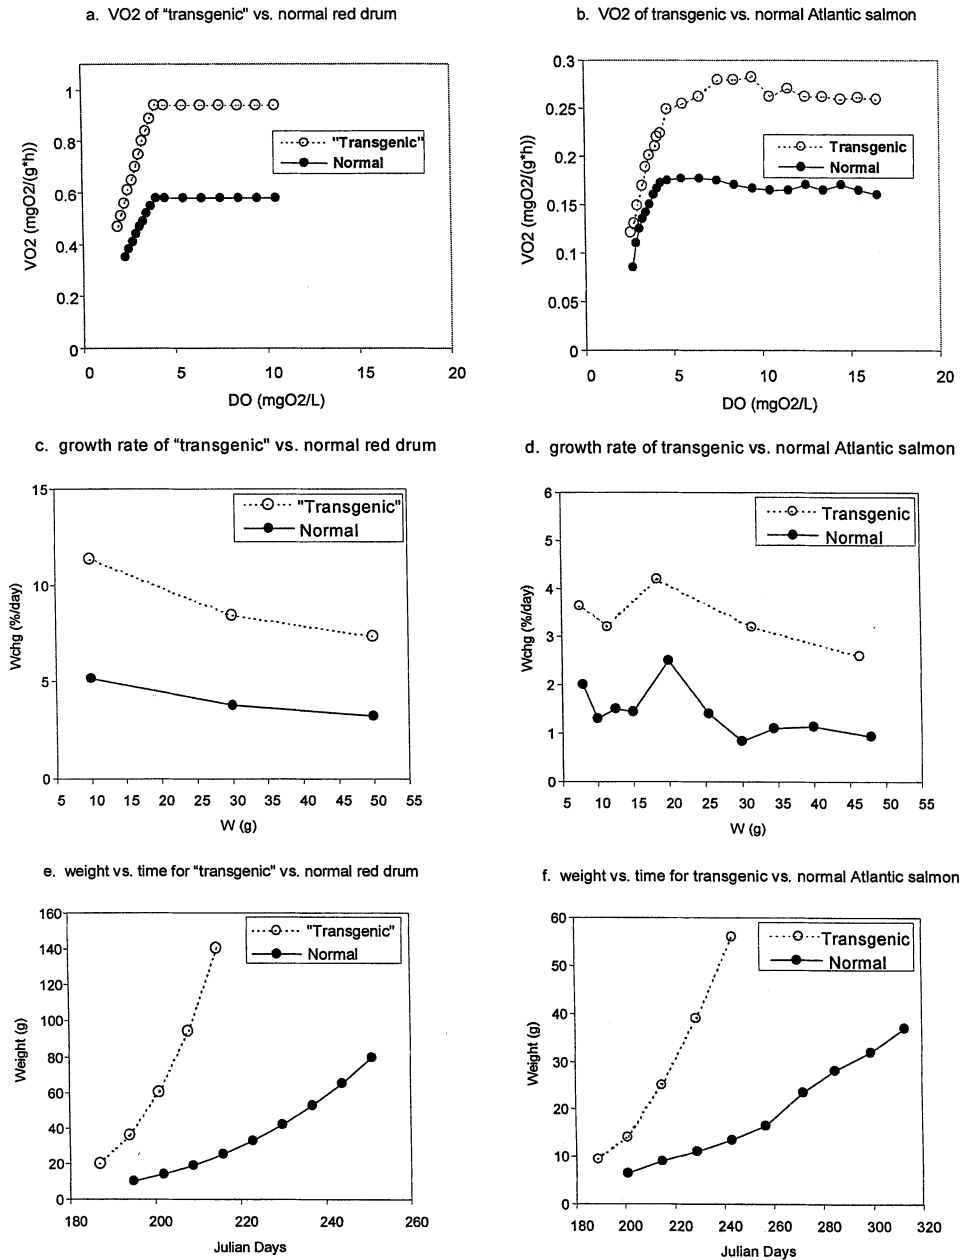 a. VO2 of “transgenic” vs. normal red drum
VO2 (mgO2/(g*h))
1
0.8
0.6
0.4
0.2
0
"Transgenic"
Normal
0 5 10 15 20
DO (mgO2/L)
b. VO2 of transgenic vs. normal Atlantic salmon
VO2 (mgO2/(g*h))
0.3
0.25
0.2
0.15
0.1
0.05
0
Transgenic
Normal
0 5 10 15 20
DO (mgO2/L)
c. growth rate of “transgenic” vs. normal red drum
Wchg (%/day)
15
10
5
0
"Transgenic"
Normal
5 10 15 20 25 30 35 40 45 50 55
W (g)
d. growth rate of transgenic vs. normal Atlantic salmon
Wchg (%/day)
6
5
4
3
2
1
0
Transgenic
Normal
5 10 15 20 25 30 35 40 45 50 55
W (g)
e. weight vs. time for “transgenic” vs. normal red drum
Weight (g)
160
140
120
100
80
60
40
20
0
"Transgenic"
Normal
180 200 220 240 260
Julian Days
f. weight vs. time for transgenic vs. normal Atlantic salmon
Weight (g)
60
50
40
30
20
10
0
Transgenic
Normal
180 200 220 240 260 280 300 320
Julian Days